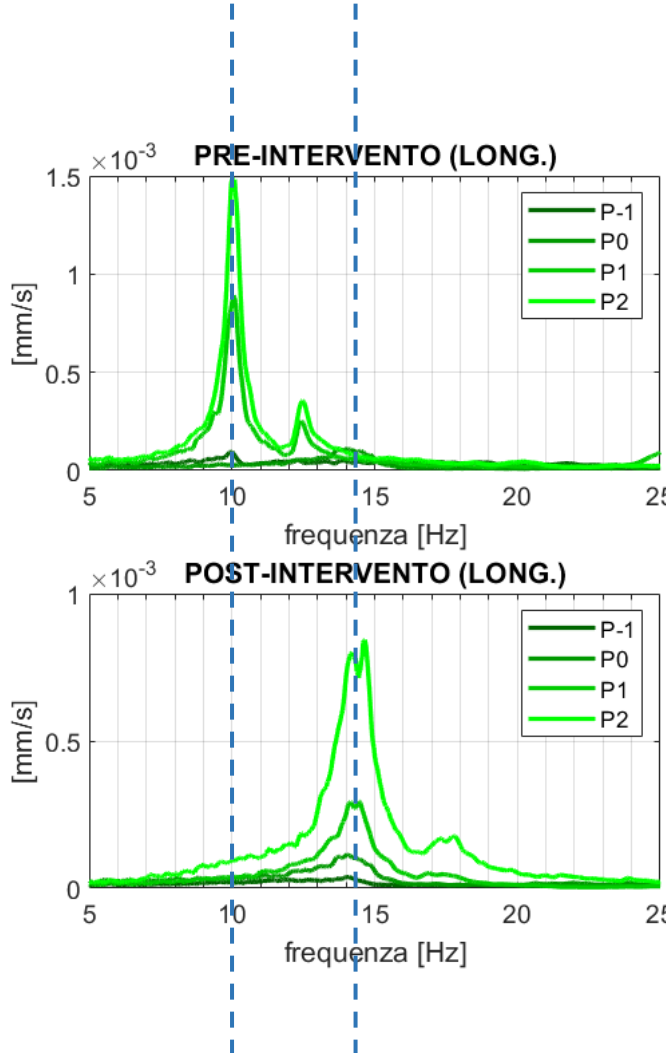 ×10⁻³
PRE-INTERVENTO (LONG.)
1.5
1
0.5
0
[mm/s]
P-1
P0
P1
P2
5
10
15
20
25
frequenza [Hz]
×10⁻³
POST-INTERVENTO (LONG.)
1
0.5
0
[mm/s]
P-1
P0
P1
P2
5
10
15
20
25
frequenza [Hz]